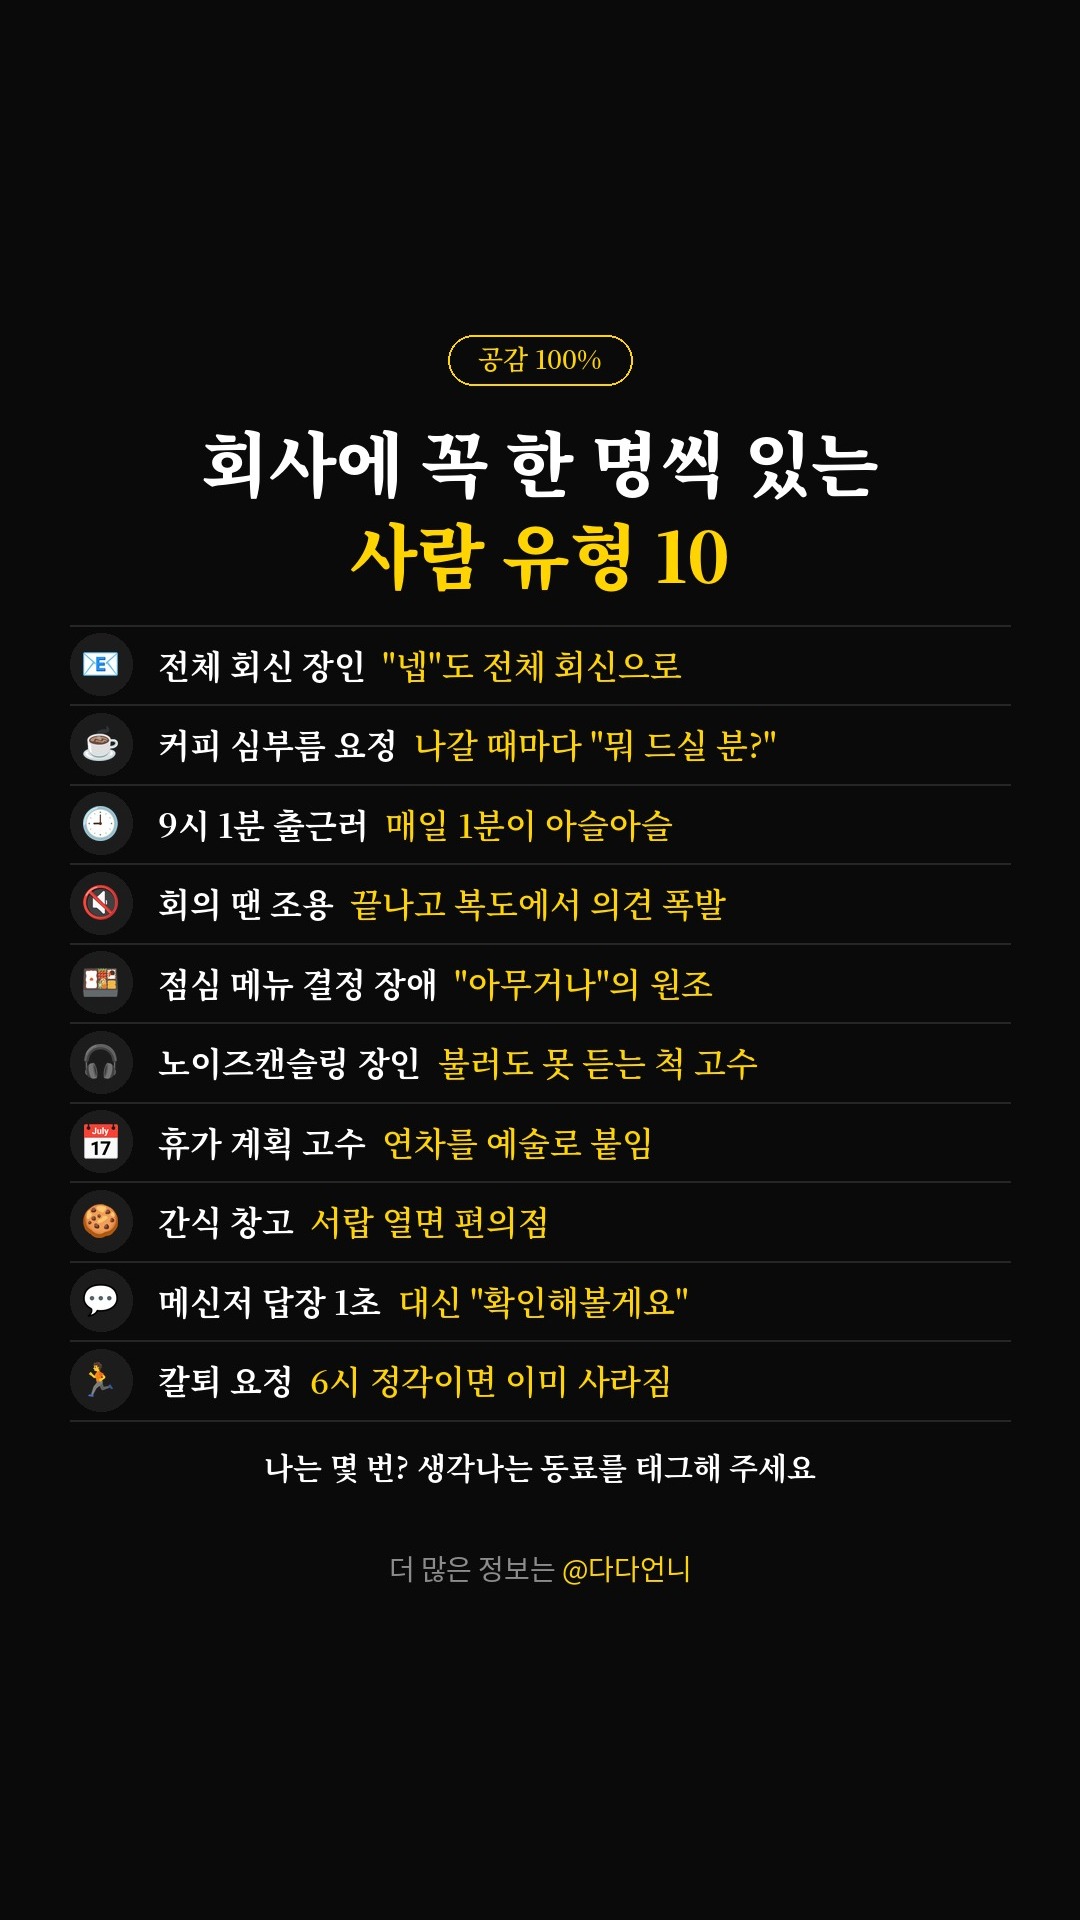 공감 100%
회사에 꼭 한 명씩 있는
사람 유형 10
전체 회신 장인 "넵"도 전체 회신으로
커피 심부름 요정 나갈 때마다 "뭐 드실 분?"
9시 1분 출근러 매일 1분이 아슬아슬
회의 땐 조용 끝나고 복도에서 의견 폭발
점심 메뉴 결정 장애 "아무거나"의 원조
노이즈캔슬링 장인 불러도 못 듣는 척 고수
July
17
휴가 계획 고수 연차를 예술로 붙임
간식 창고 서랍 열면 편의점
메신저 답장 1초 대신 "확인해볼게요"
칼퇴 요정 6시 정각이면 이미 사라짐
나는 몇 번? 생각나는 동료를 태그해 주세요
더 많은 정보는 @다다언니